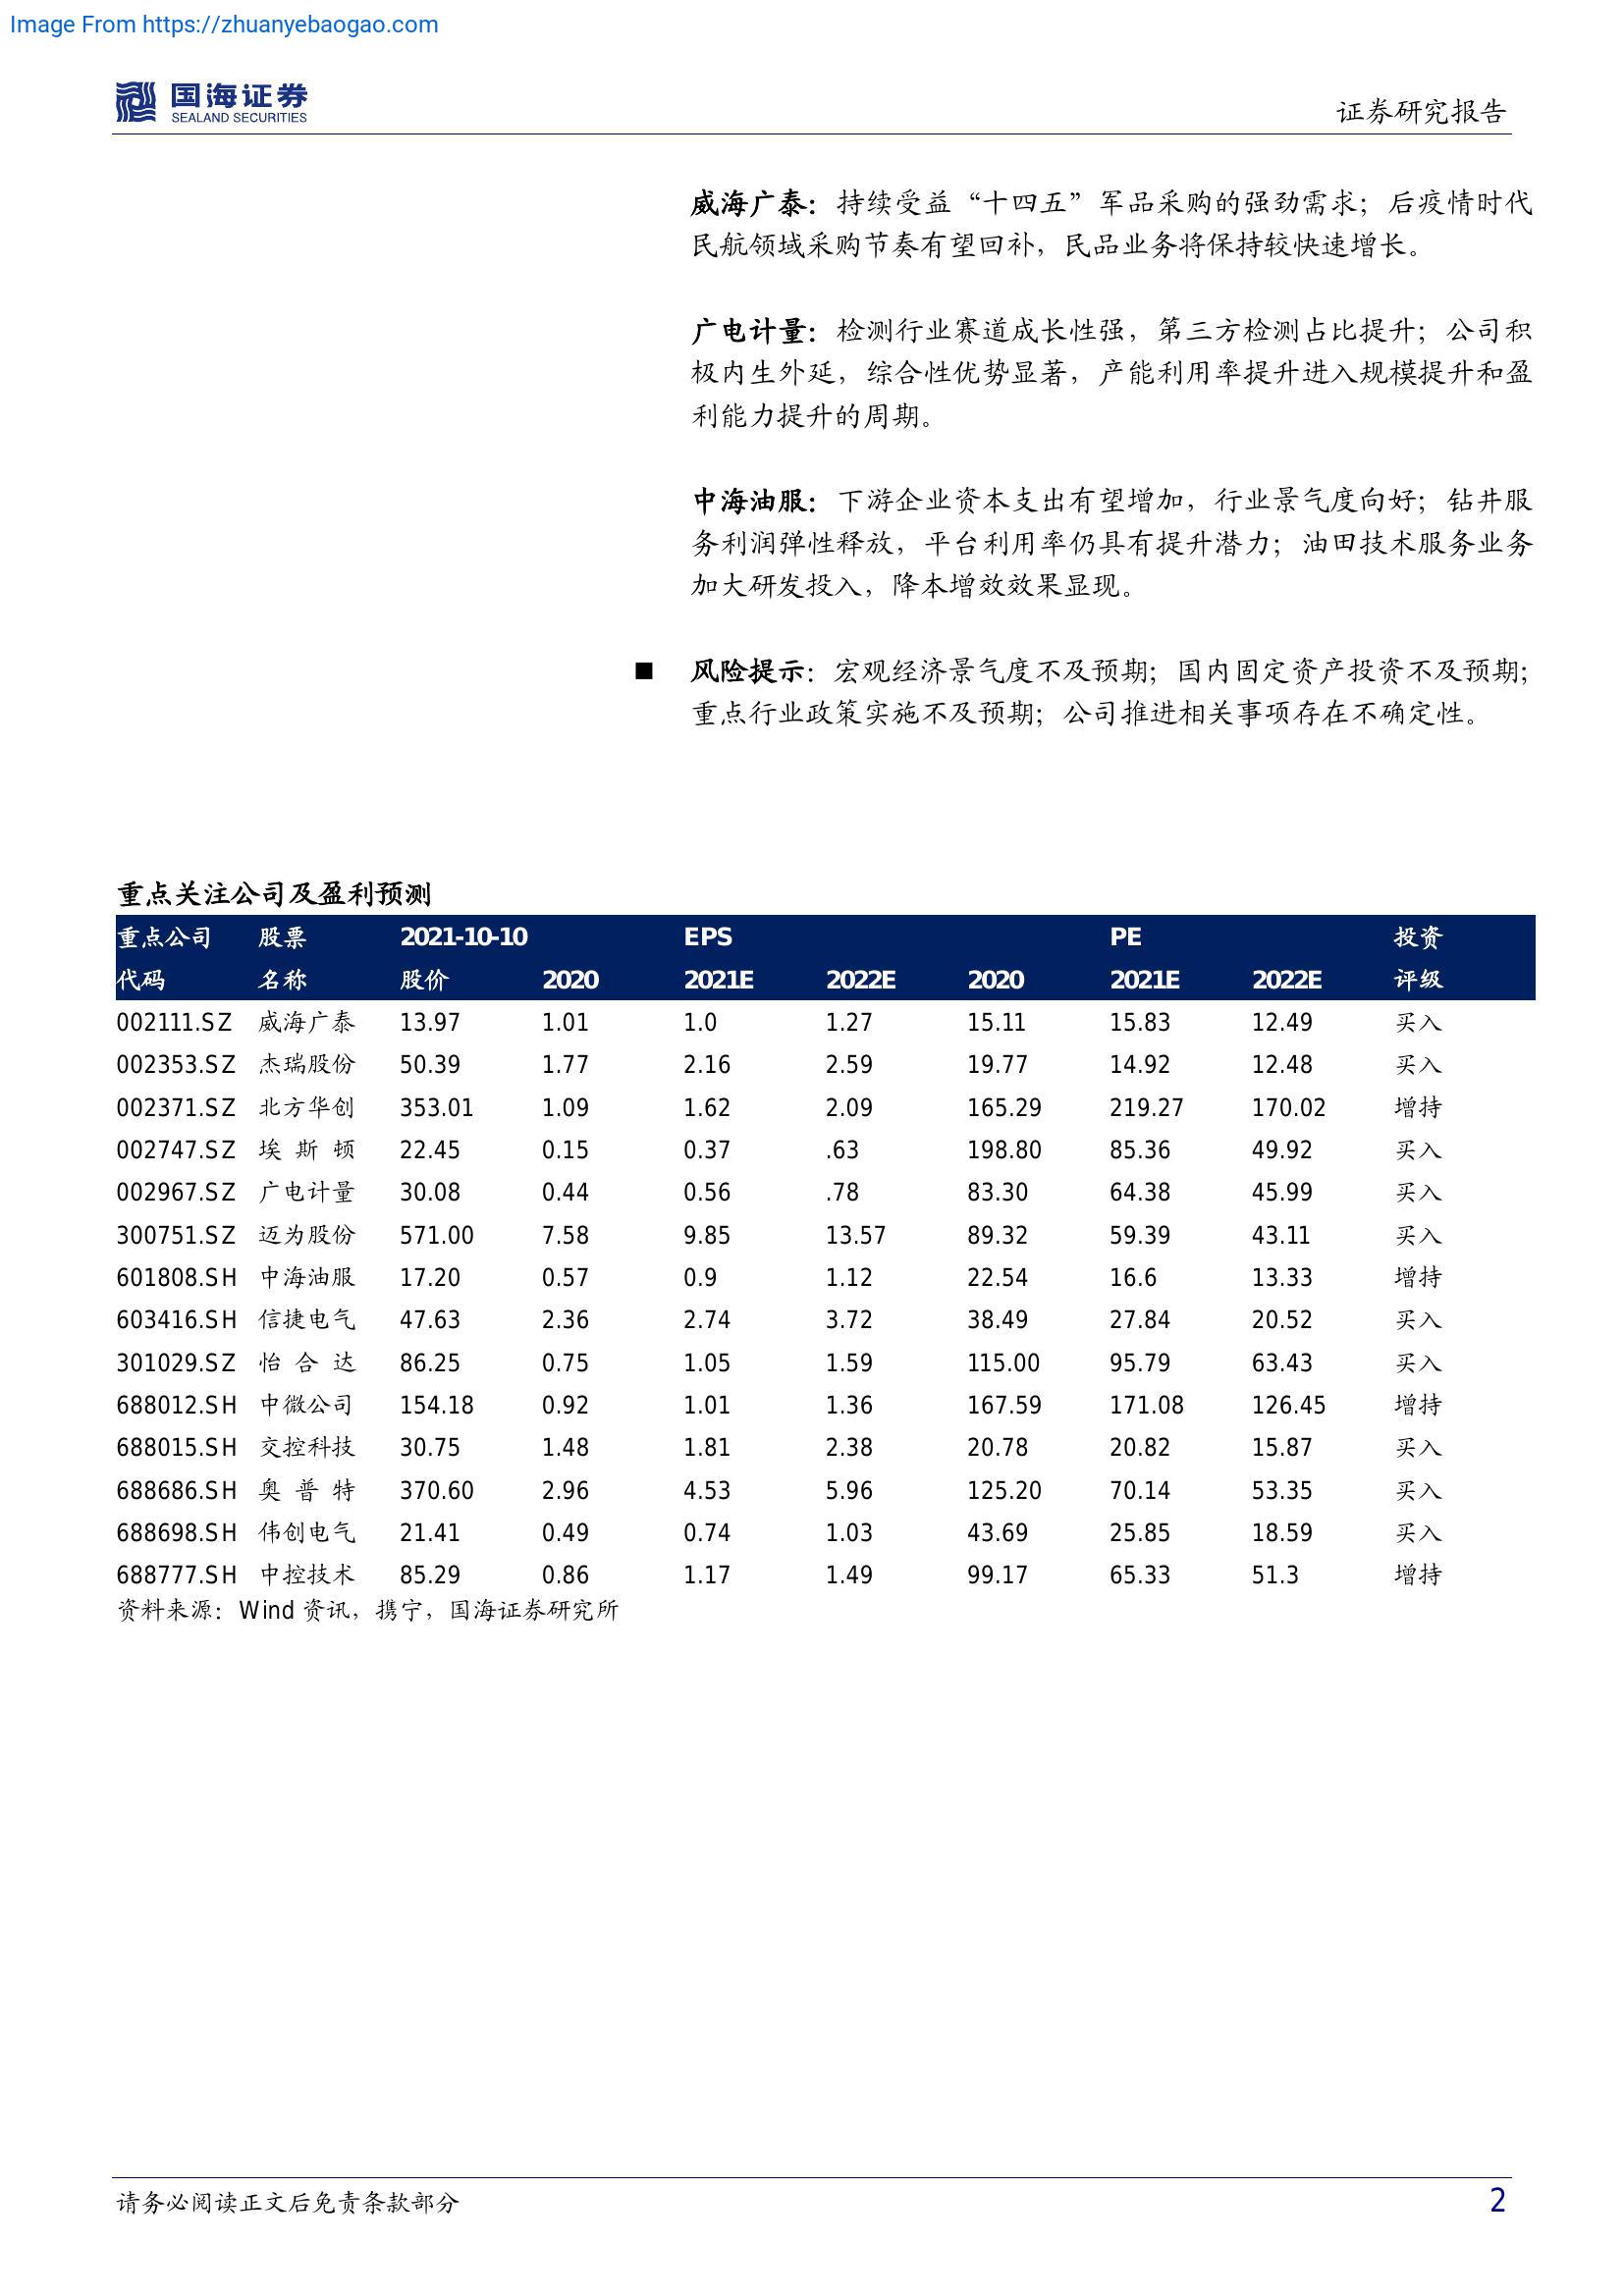 Image From https://zhuanyebaogao.com
国海证券
SEALAND SECURITIES
证券研究报告
威海广泰：持续受益“十四五”军品采购的强劲需求；后疫情时代
民航领域采购节奏有望回补，民品业务将保持较快速增长。
广电计量：检测行业赛道成长性强，第三方检测占比提升；公司积
极内生外延，综合性优势显著，产能利用率提升进入规模提升和盈
利能力提升的周期。
中海油服：下游企业资本支出有望增加，行业景气度向好；钻井服
务利润弹性释放，平台利用率仍具有提升潜力；油田技术服务业务
加大研发投入，降本增效效果显现。
■ 风险提示：宏观经济景气度不及预期；国内固定资产投资不及预期；
重点行业政策实施不及预期；公司推进相关事项存在不确定性。
重点关注公司及盈利预测
重点公司 股票 2021-10-10 EPS PE 投资
代码 名称 股价 2020 2021E 2022E 2020 2021E 2022E 评级
002111.SZ 威海广泰 13.97 1.01 1.0 1.27 15.11 15.83 12.49 买入
002353.SZ 杰瑞股份 50.39 1.77 2.16 2.59 19.77 14.92 12.48 买入
002371.SZ 北方华创 353.01 1.09 1.62 2.09 165.29 219.27 170.02 增持
002747.SZ 埃 斯 顿 22.45 0.15 0.37 .63 198.80 85.36 49.92 买入
002967.SZ 广电计量 30.08 0.44 0.56 .78 83.30 64.38 45.99 买入
300751.SZ 迈为股份 571.00 7.58 9.85 13.57 89.32 59.39 43.11 买入
601808.SH 中海油服 17.20 0.57 0.9 1.12 22.54 16.6 13.33 增持
603416.SH 信捷电气 47.63 2.36 2.74 3.72 38.49 27.84 20.52 买入
301029.SZ 怡 合 达 86.25 0.75 1.05 1.59 115.00 95.79 63.43 买入
688012.SH 中微公司 154.18 0.92 1.01 1.36 167.59 171.08 126.45 增持
688015.SH 交控科技 30.75 1.48 1.81 2.38 20.78 20.82 15.87 买入
688686.SH 奥 普 特 370.60 2.96 4.53 5.96 125.20 70.14 53.35 买入
688698.SH 伟创电气 21.41 0.49 0.74 1.03 43.69 25.85 18.59 买入
688777.SH 中控技术 85.29 0.86 1.17 1.49 99.17 65.33 51.3 增持
资料来源：Wind 资讯，携宁，国海证券研究所
请务必阅读正文后免责条款部分
2